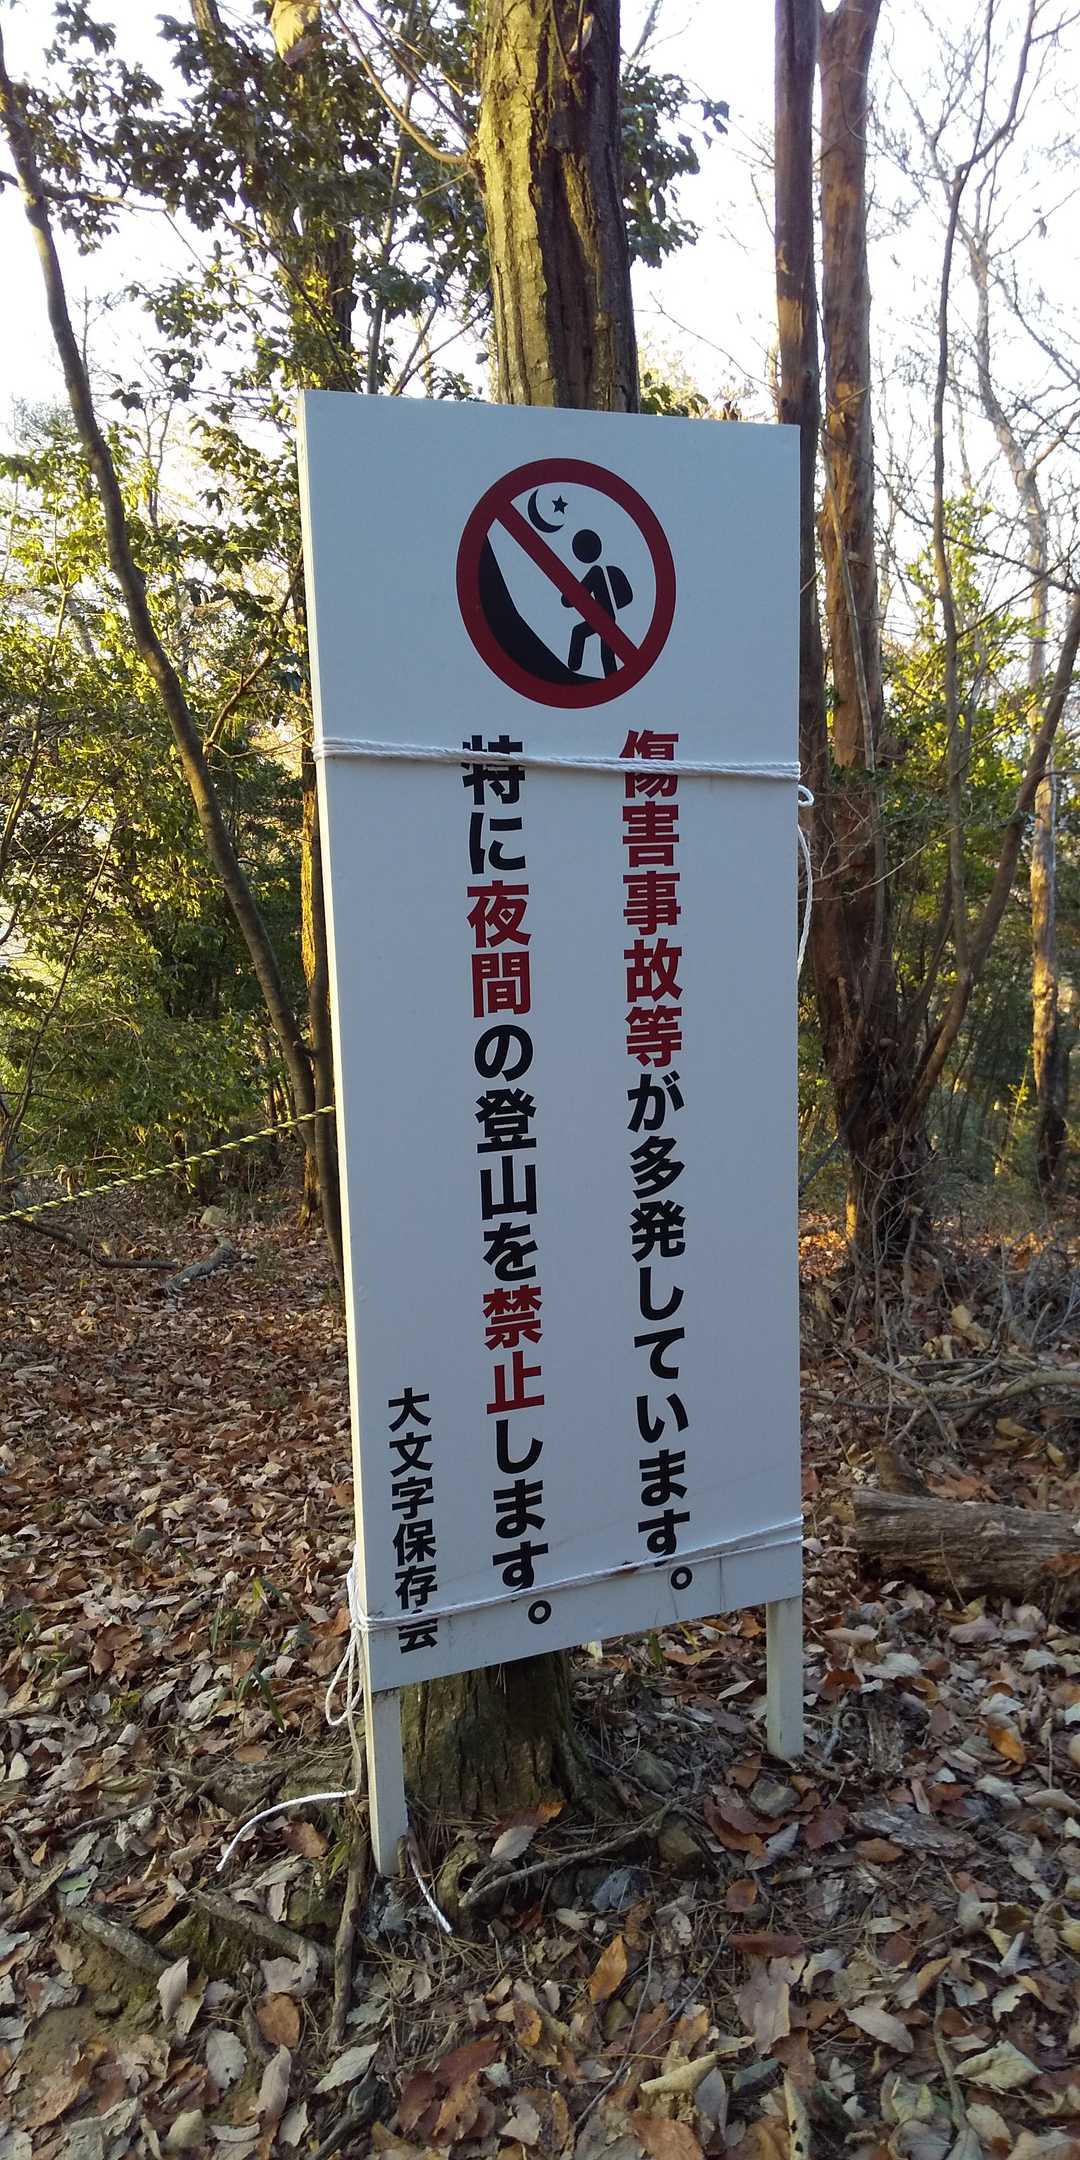 傷害事故等が多発しています。
特に夜間の登山を禁止します。
大文字保存会